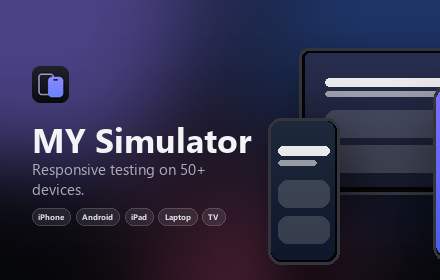 MY Simulator
Responsive testing on 50+
devices.
iPhone Android iPad Laptop TV